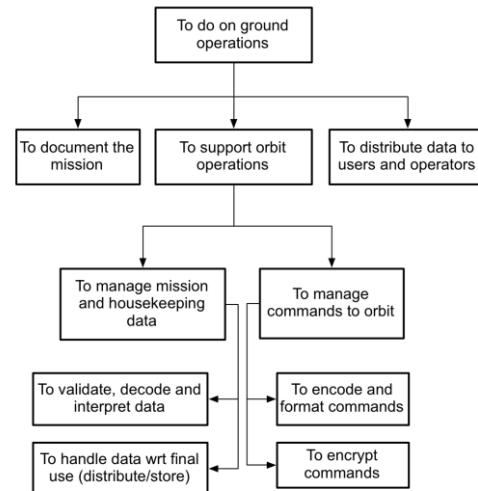 To do on ground
operations
To document the
mission
To support orbit
operations
To distribute data to
users and operators
To manage mission
and housekeeping
data
To manage
commands to orbit
To validate, decode and
interpret data
To encode and
format commands
To handle data wrt final
use (distribute/store)
To encrypt
commands